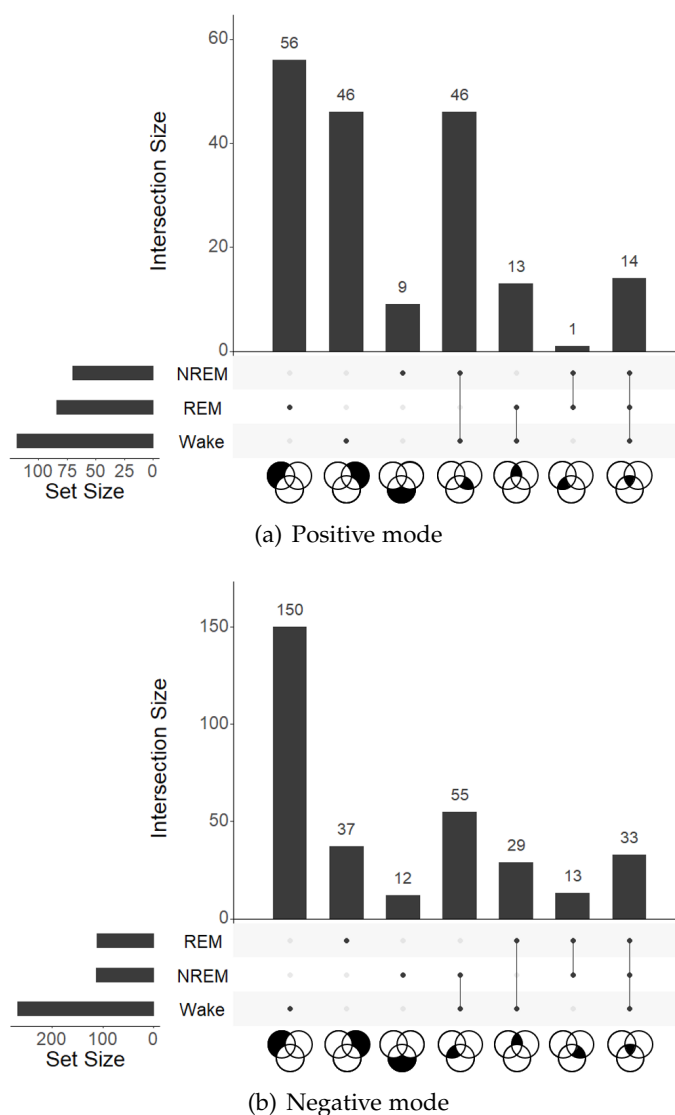 60
56
46
46
40
20
14
13
9
1
0
Intersection Size
NREM
REM
Wake
100 75 50 25 0
Set Size
(a) Positive mode
150
150
100
55
50
37
33
29
12
13
0
Intersection Size
REM
NREM
Wake
200 100 0
Set Size
(b) Negative mode